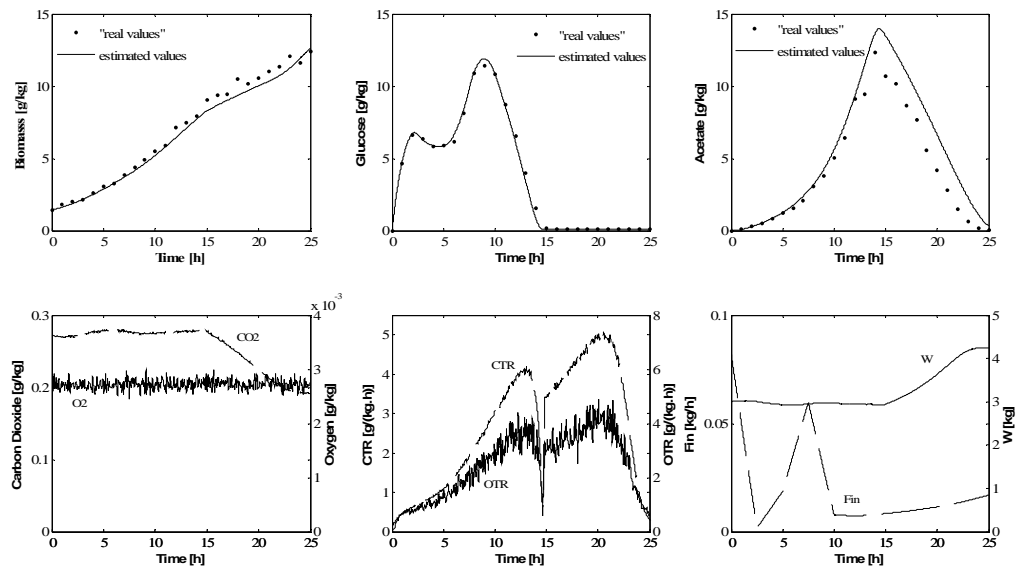 "real values"
estimated values
Biomass [g/kg]
15
10
5
0
0 5 10 15 20 25
Time [h]
"real values"
estimated values
Glucose [g/kg]
15
10
5
0
0 5 10 15 20 25
Time [h]
"real values"
estimated values
Acetate [g/kg]
15
10
5
0
0 5 10 15 20 25
Time [h]
x 10^-3
Carbon Dioxide [g/kg]
0.3
0.2
0.1
0
CO2
O2
4
3
2
1
0
Oxygen [g/kg]
0 5 10 15 20 25
Time [h]
CTR [g/(kg.h)]
5
4
3
2
1
0
CTR
OTR
8
6
4
2
0
OTR [g/(kg.h)]
0 5 10 15 20 25
Time [h]
Fin [kg/h]
0.1
0.05
0
W
Fin
5
4
3
2
1
0
W [kg]
0 5 10 15 20 25
Time [h]